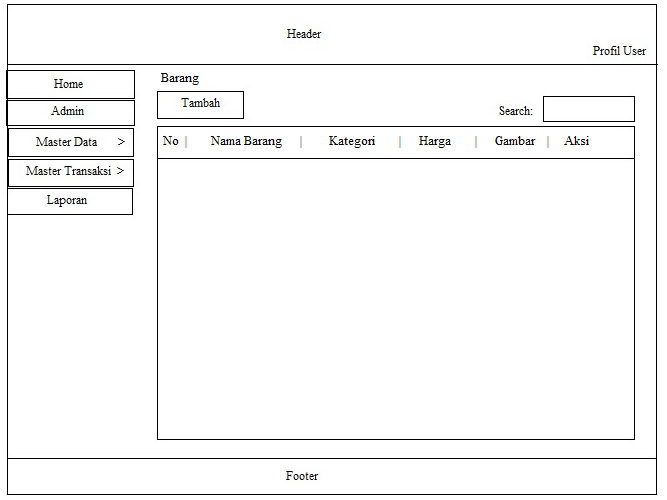 Header
Profil User
Home
Admin
Master Data >
Master Transaksi >
Laporan
Barang
Tambah
Search:
No | Nama Barang | Kategori | Harga | Gambar | Aksi
Footer